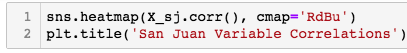 1 sns.heatmap(X_sj.corr(), cmap='RdBu')
2 plt.title('San Juan Variable Correlations')